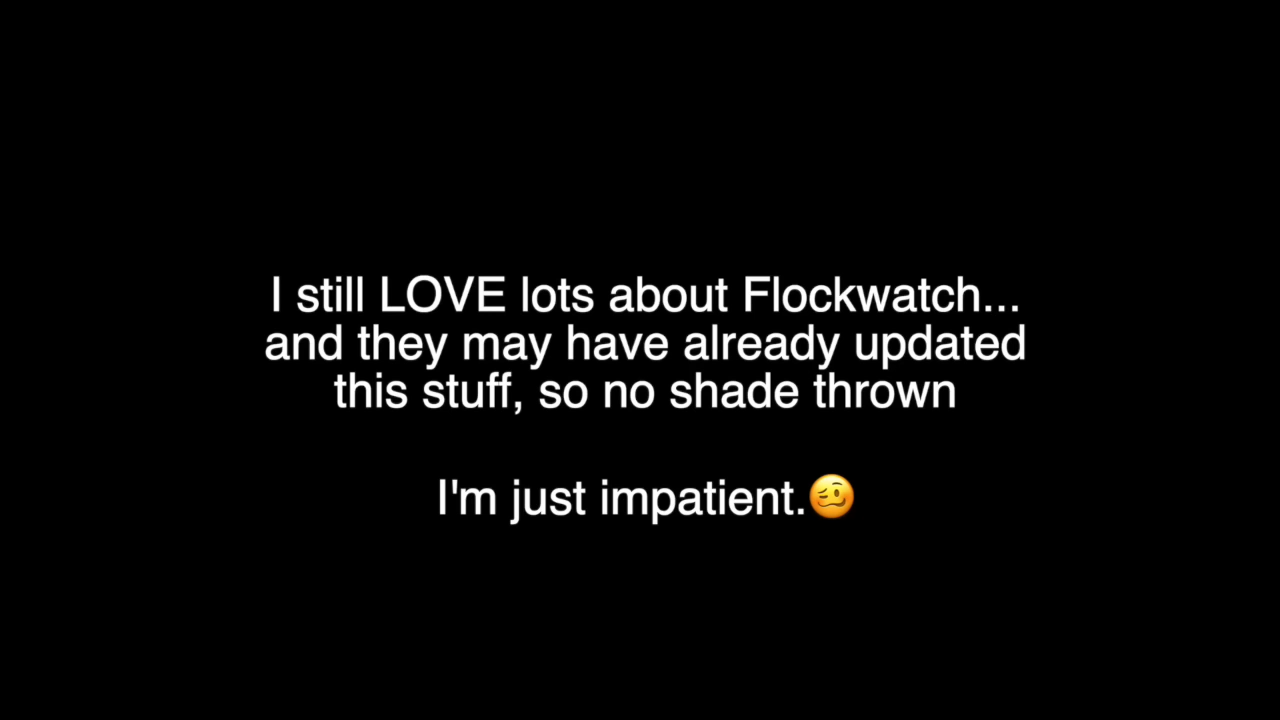 I still LOVE lots about Flockwatch...
and they may have already updated
this stuff, so no shade thrown
I'm just impatient.🥴